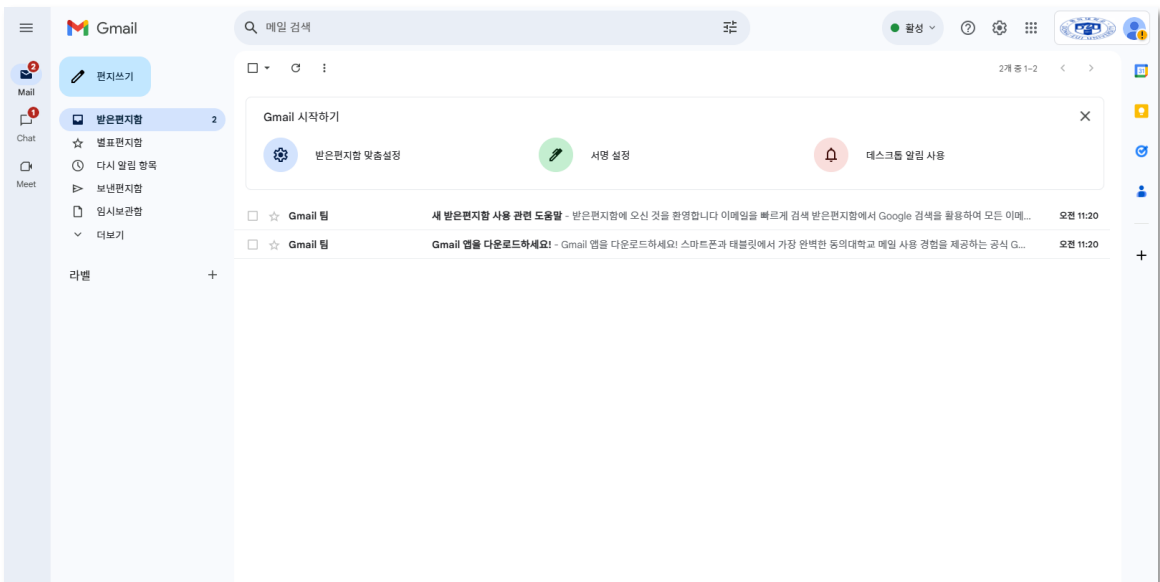 Gmail
메일 검색
활성
2
Mail
편지쓰기
2개 중 1–2
31
1
Chat
받은편지함 2
Gmail 시작하기
별표편지함
Meet
다시 알림 항목
받은편지함 맞춤설정
서명 설정
데스크톱 알림 사용
보낸편지함
임시보관함
Gmail 팀 새 받은편지함 사용 관련 도움말 - 받은편지함에 오신 것을 환영합니다 이메일을 빠르게 검색 받은편지함에서 Google 검색을 활용하여 모든 이메... 오전 11:20
더보기
Gmail 팀 Gmail 앱을 다운로드하세요! - Gmail 앱을 다운로드하세요! 스마트폰과 태블릿에서 가장 완벽한 동의대학교 메일 사용 경험을 제공하는 공식 G... 오전 11:20
라벨